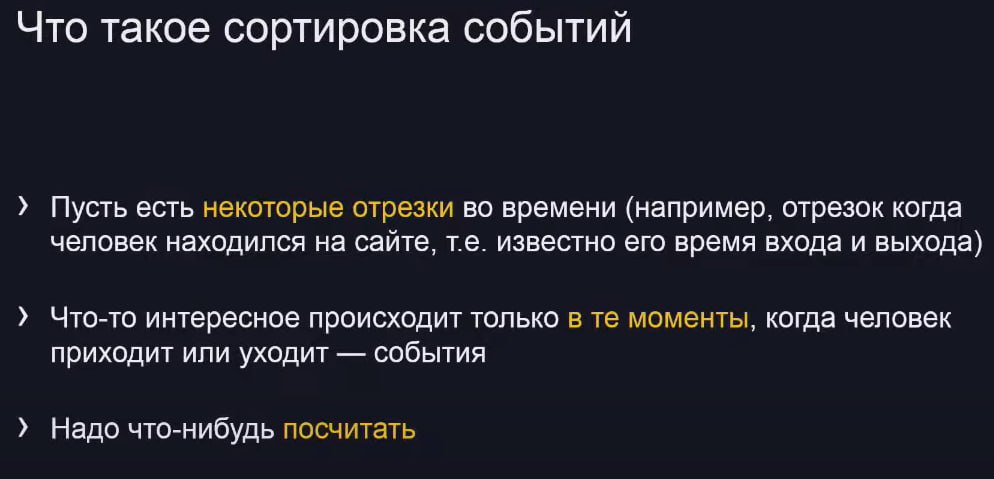 Что такое сортировка событий
› Пусть есть некоторые отрезки во времени (например, отрезок когда
человек находился на сайте, т.е. известно его время входа и выхода)
› Что-то интересное происходит только в те моменты, когда человек
приходит или уходит — события
› Надо что-нибудь посчитать